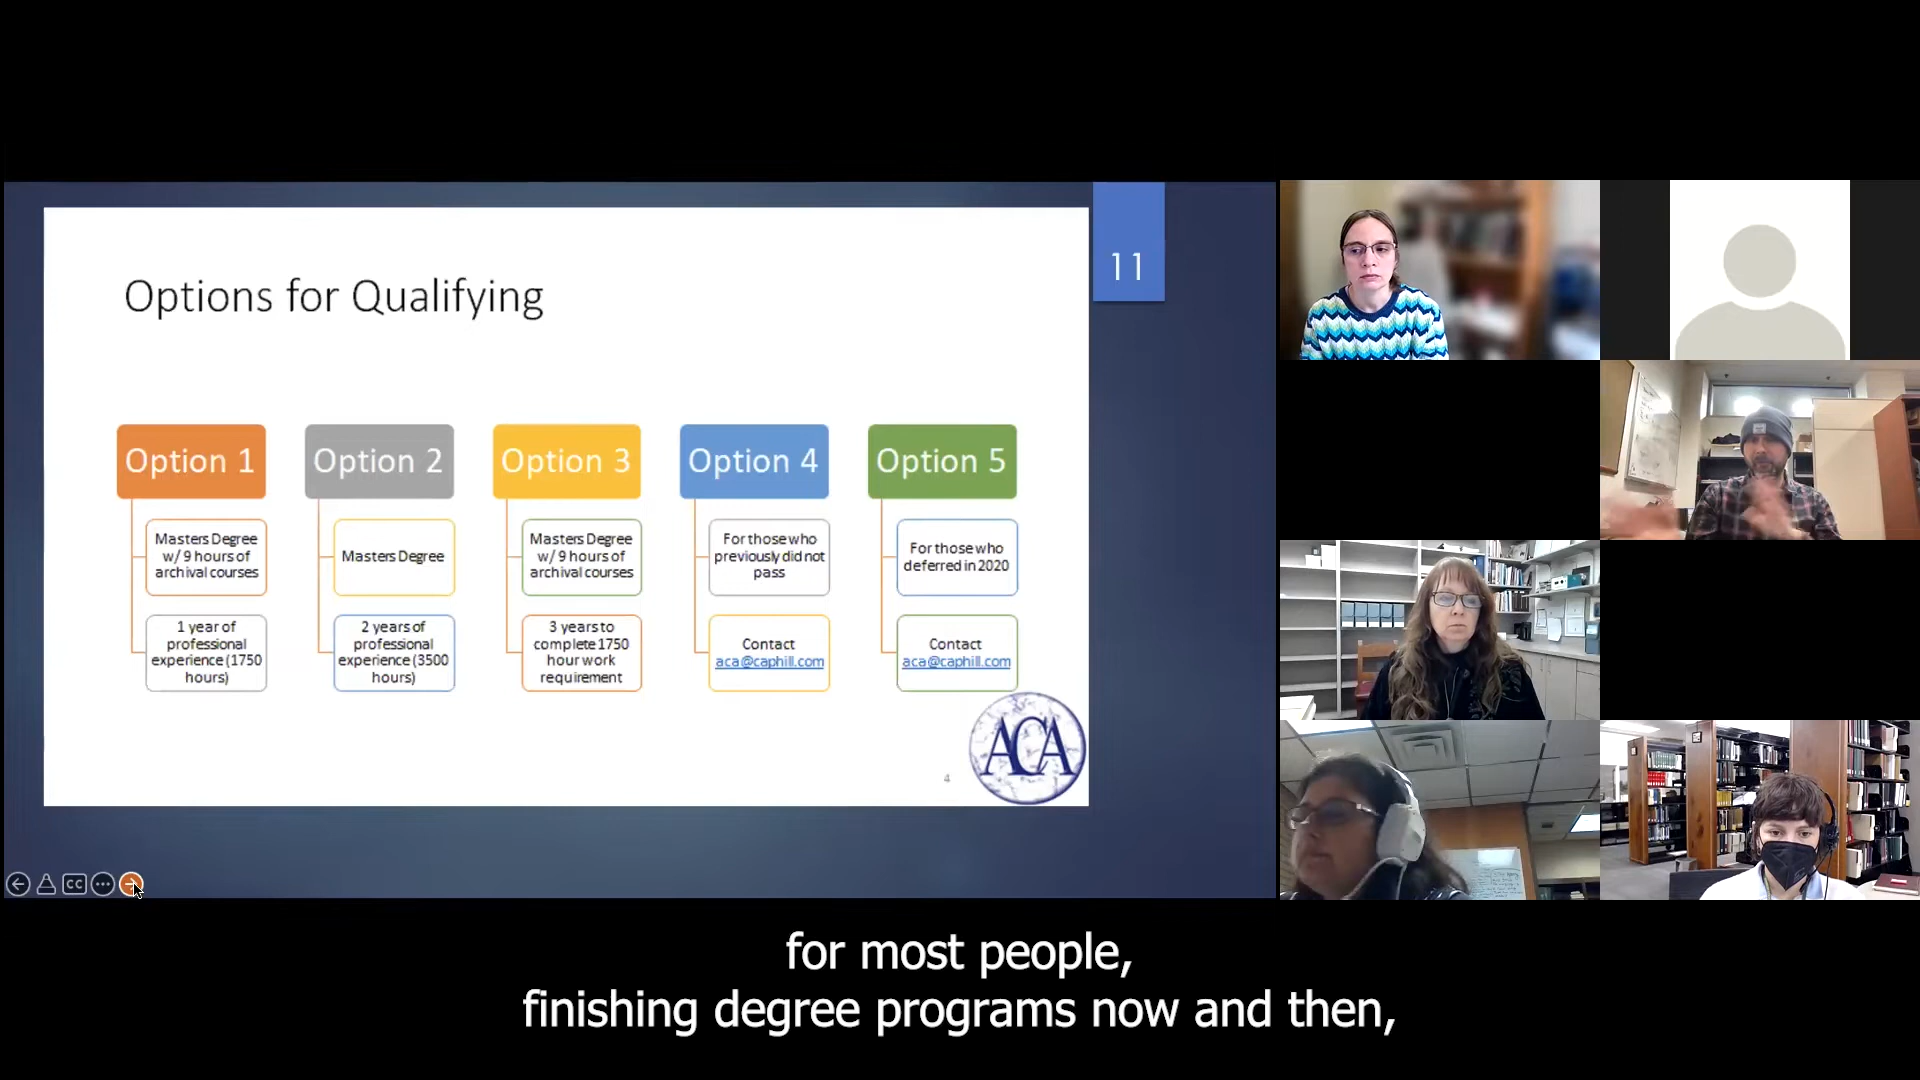 11
Options for Qualifying
Option 1
Masters Degree
w/ 9 hours of
archival courses
1 year of
professional
experience (1750
hours)
Option 2
Masters Degree
2 years of
professional
experience (3500
hours)
Option 3
Masters Degree
w/ 9 hours of
archival courses
3 years to
complete 1750
hour work
requirement
Option 4
For those who
previously did not
pass
Contact
aca@caphill.com
Option 5
For those who
deferred in 2020
Contact
aca@caphill.com
4
ACA
CC
for most people,
finishing degree programs now and then,